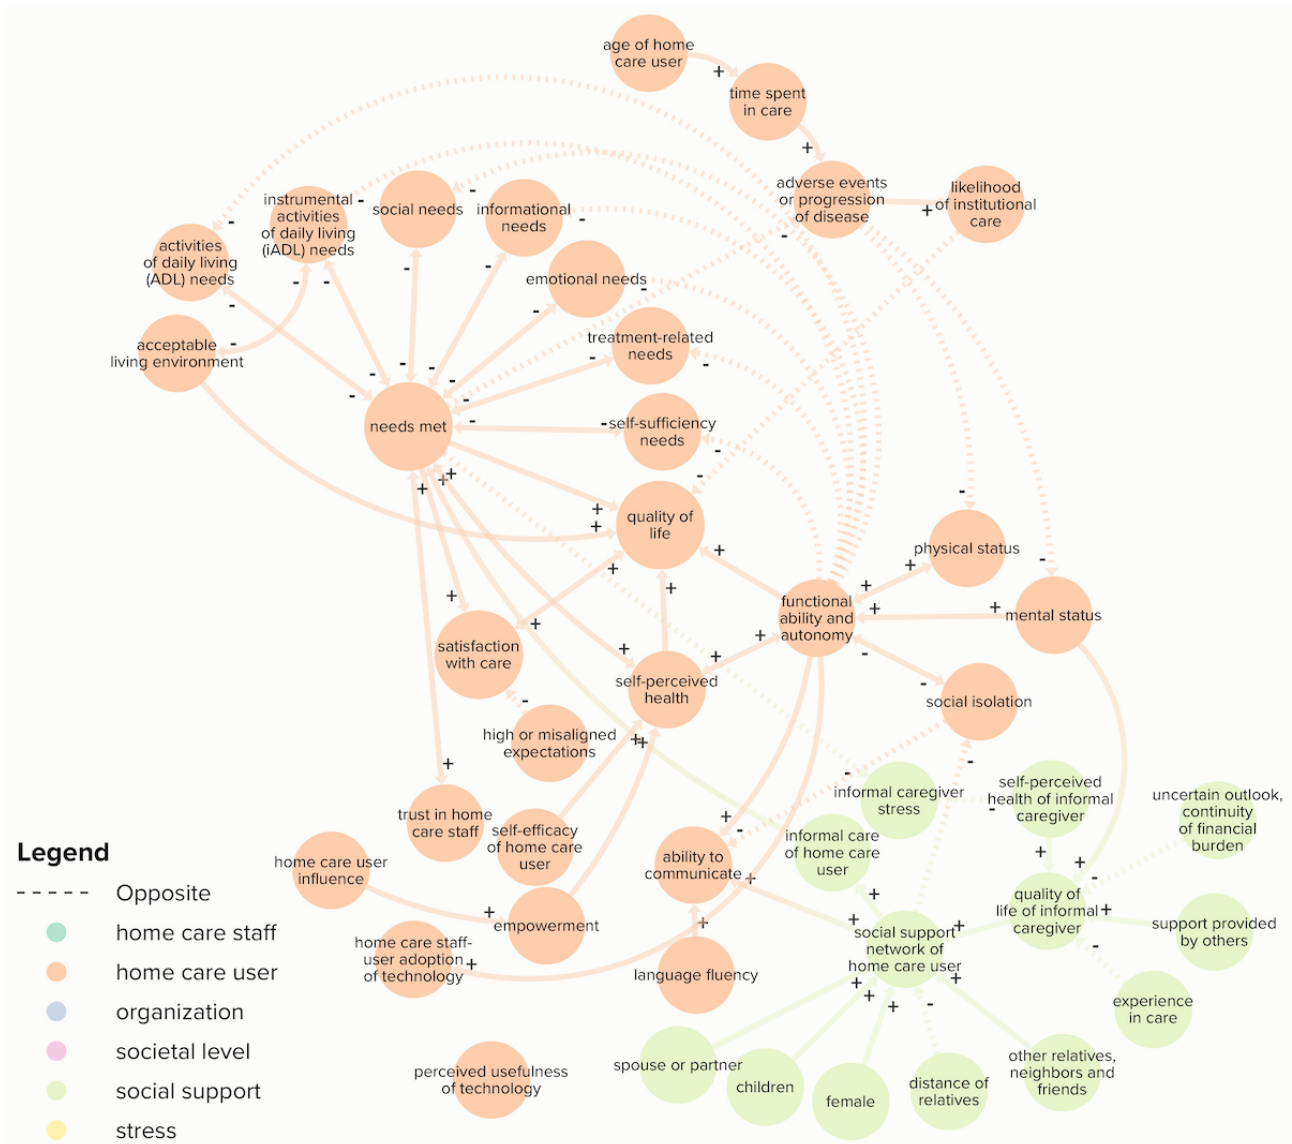 age of home
care user
time spent
in care
adverse events
or progression
of disease
likelihood
of institutional
care
instrumental
activities
of daily living
(iADL) needs
social needs
informational
needs
activities
of daily living
(ADL) needs
emotional needs
acceptable
living environment
treatment-related
needs
needs met
self-sufficiency
needs
quality of
life
physical status
functional
ability and
autonomy
mental status
satisfaction
with care
self-perceived
health
social isolation
high or misaligned
expectations
informal caregiver
stress
self-perceived
health of informal
caregiver
uncertain outlook,
continuity
of financial
burden
trust in home
care staff
self-efficacy
of home care
user
informal care
of home care
user
ability to
communicate
home care user
influence
quality of
life of informal
caregiver
empowerment
support provided
by others
home care staff-
user adoption
of technology
social support
network of
home care user
language fluency
experience
in care
perceived usefulness
of technology
spouse or partner
children
female
distance of
relatives
other relatives,
neighbors and
friends
Legend
Opposite
home care staff
home care user
organization
societal level
social support
stress